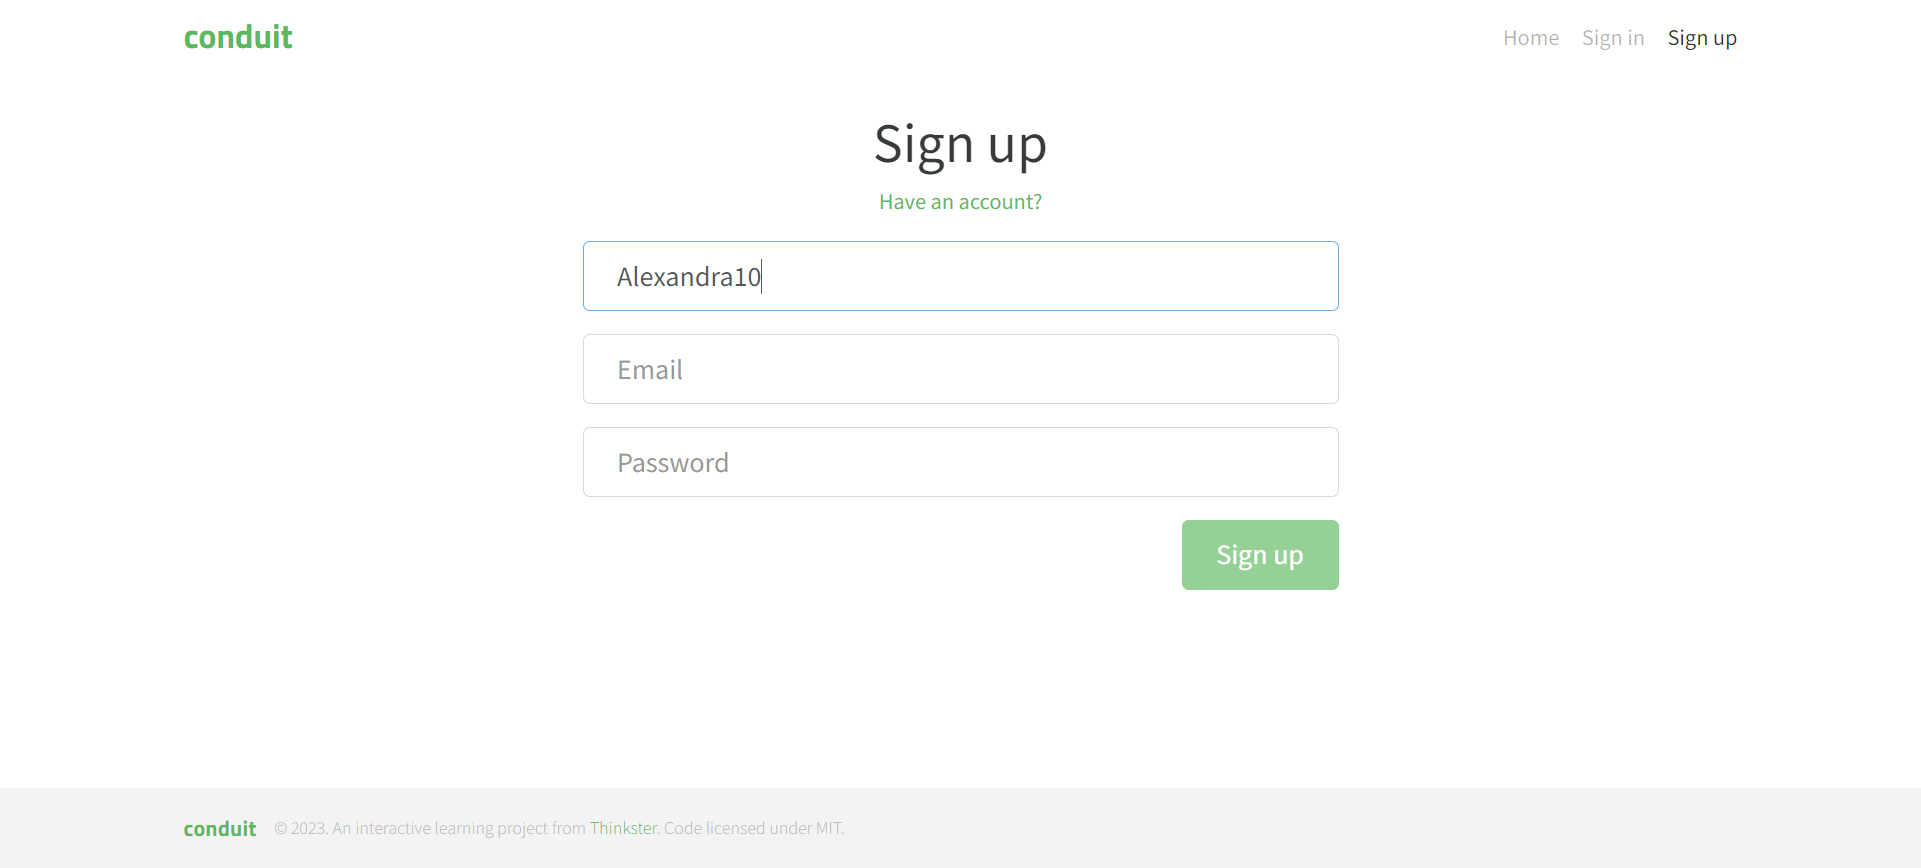 conduit
Home Sign in Sign up
Sign up
Have an account?
Alexandra10
Email
Password
Sign up
conduit © 2023. An interactive learning project from Thinkster. Code licensed under MIT.